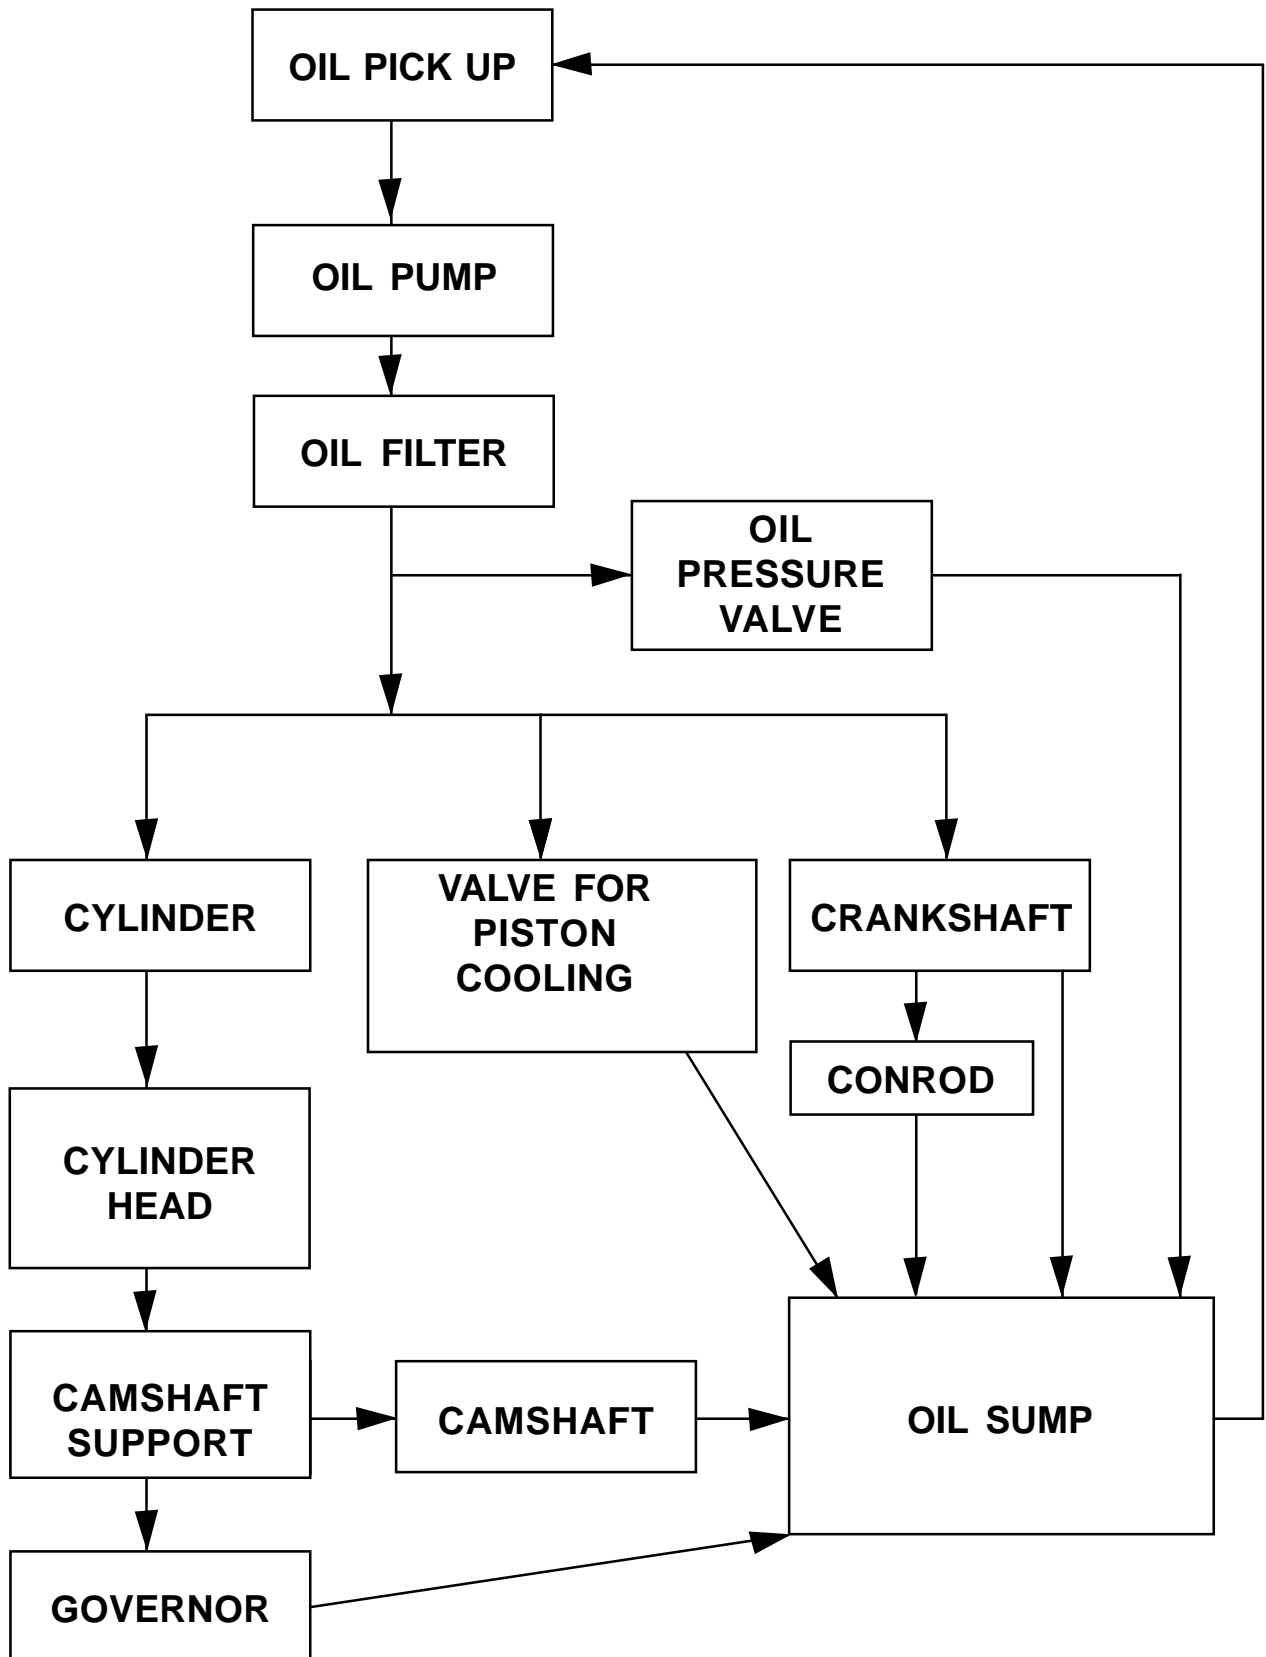 OIL PICK UP
OIL PUMP
OIL FILTER
OIL
PRESSURE
VALVE
CYLINDER
VALVE FOR
PISTON
COOLING
CRANKSHAFT
CONROD
CYLINDER
HEAD
CAMSHAFT
SUPPORT
CAMSHAFT
OIL SUMP
GOVERNOR